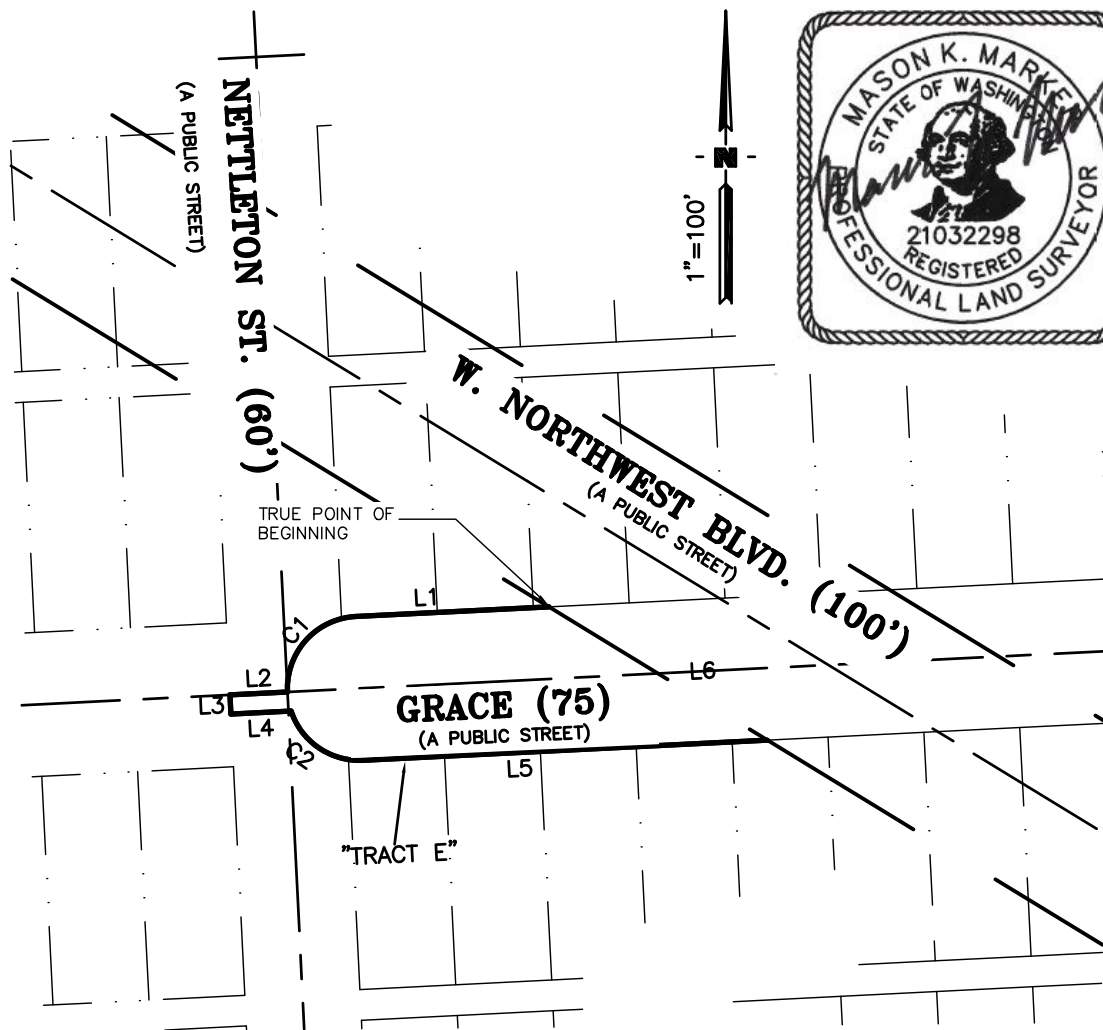 NETTLETON ST. (60')
(A PUBLIC STREET)
N
1"=100'
MASON K. MARKE
STATE OF WASHINGTON
21032298
REGISTERED
PROFESSIONAL LAND SURVEYOR
W. NORTHWEST BLVD. (100')
(A PUBLIC STREET)
TRUE POINT OF
BEGINNING
L1
C1
L2
L3
L4
C2
L6
GRACE (75)
(A PUBLIC STREET)
L5
"TRACT E"